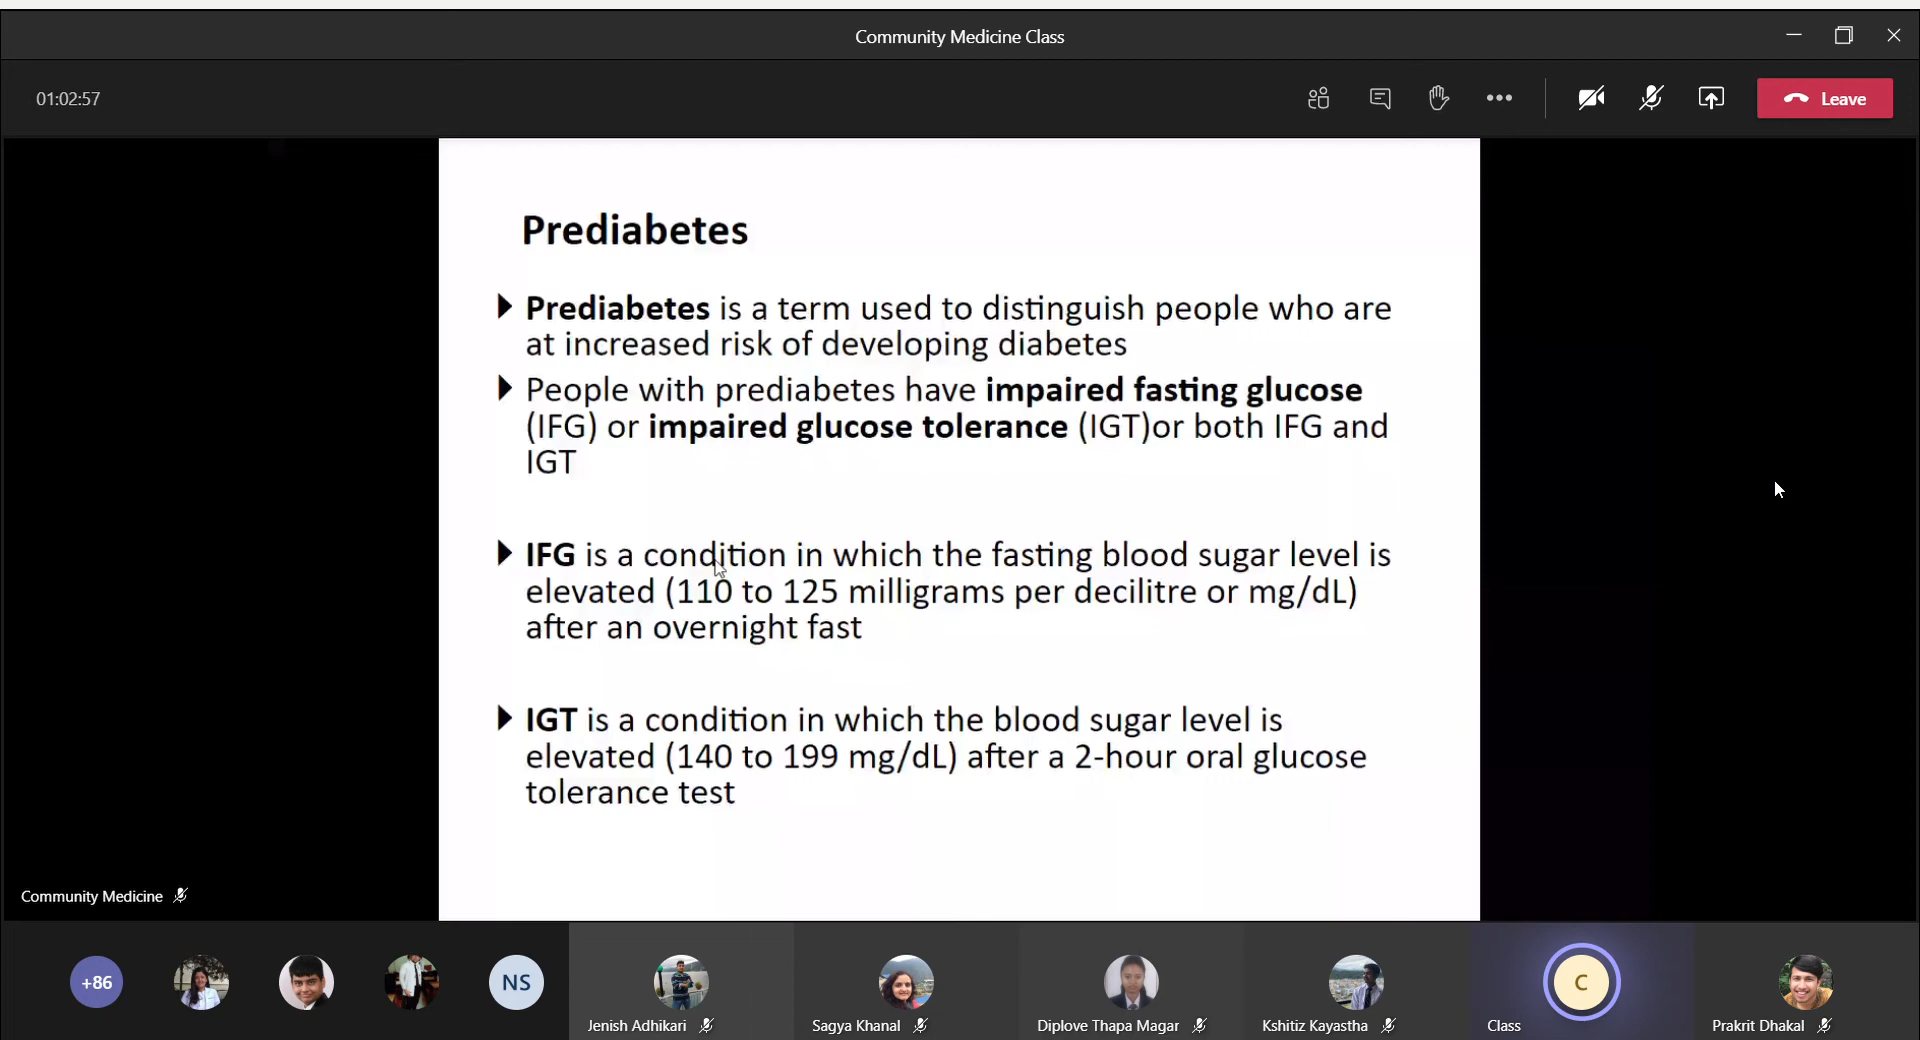 Community Medicine Class
01:02:57
Leave
Prediabetes
Prediabetes is a term used to distinguish people who are
at increased risk of developing diabetes
People with prediabetes have impaired fasting glucose
(IFG) or impaired glucose tolerance (IGT)or both IFG and
IGT
IFG is a condition in which the fasting blood sugar level is
elevated (110 to 125 milligrams per decilitre or mg/dL)
after an overnight fast
IGT is a condition in which the blood sugar level is
elevated (140 to 199 mg/dL) after a 2-hour oral glucose
tolerance test
Community Medicine
+86
NS
C
Jenish Adhikari
Sagya Khanal
Diplove Thapa Magar
Kshitiz Kayastha
Class
Prakrit Dhakal